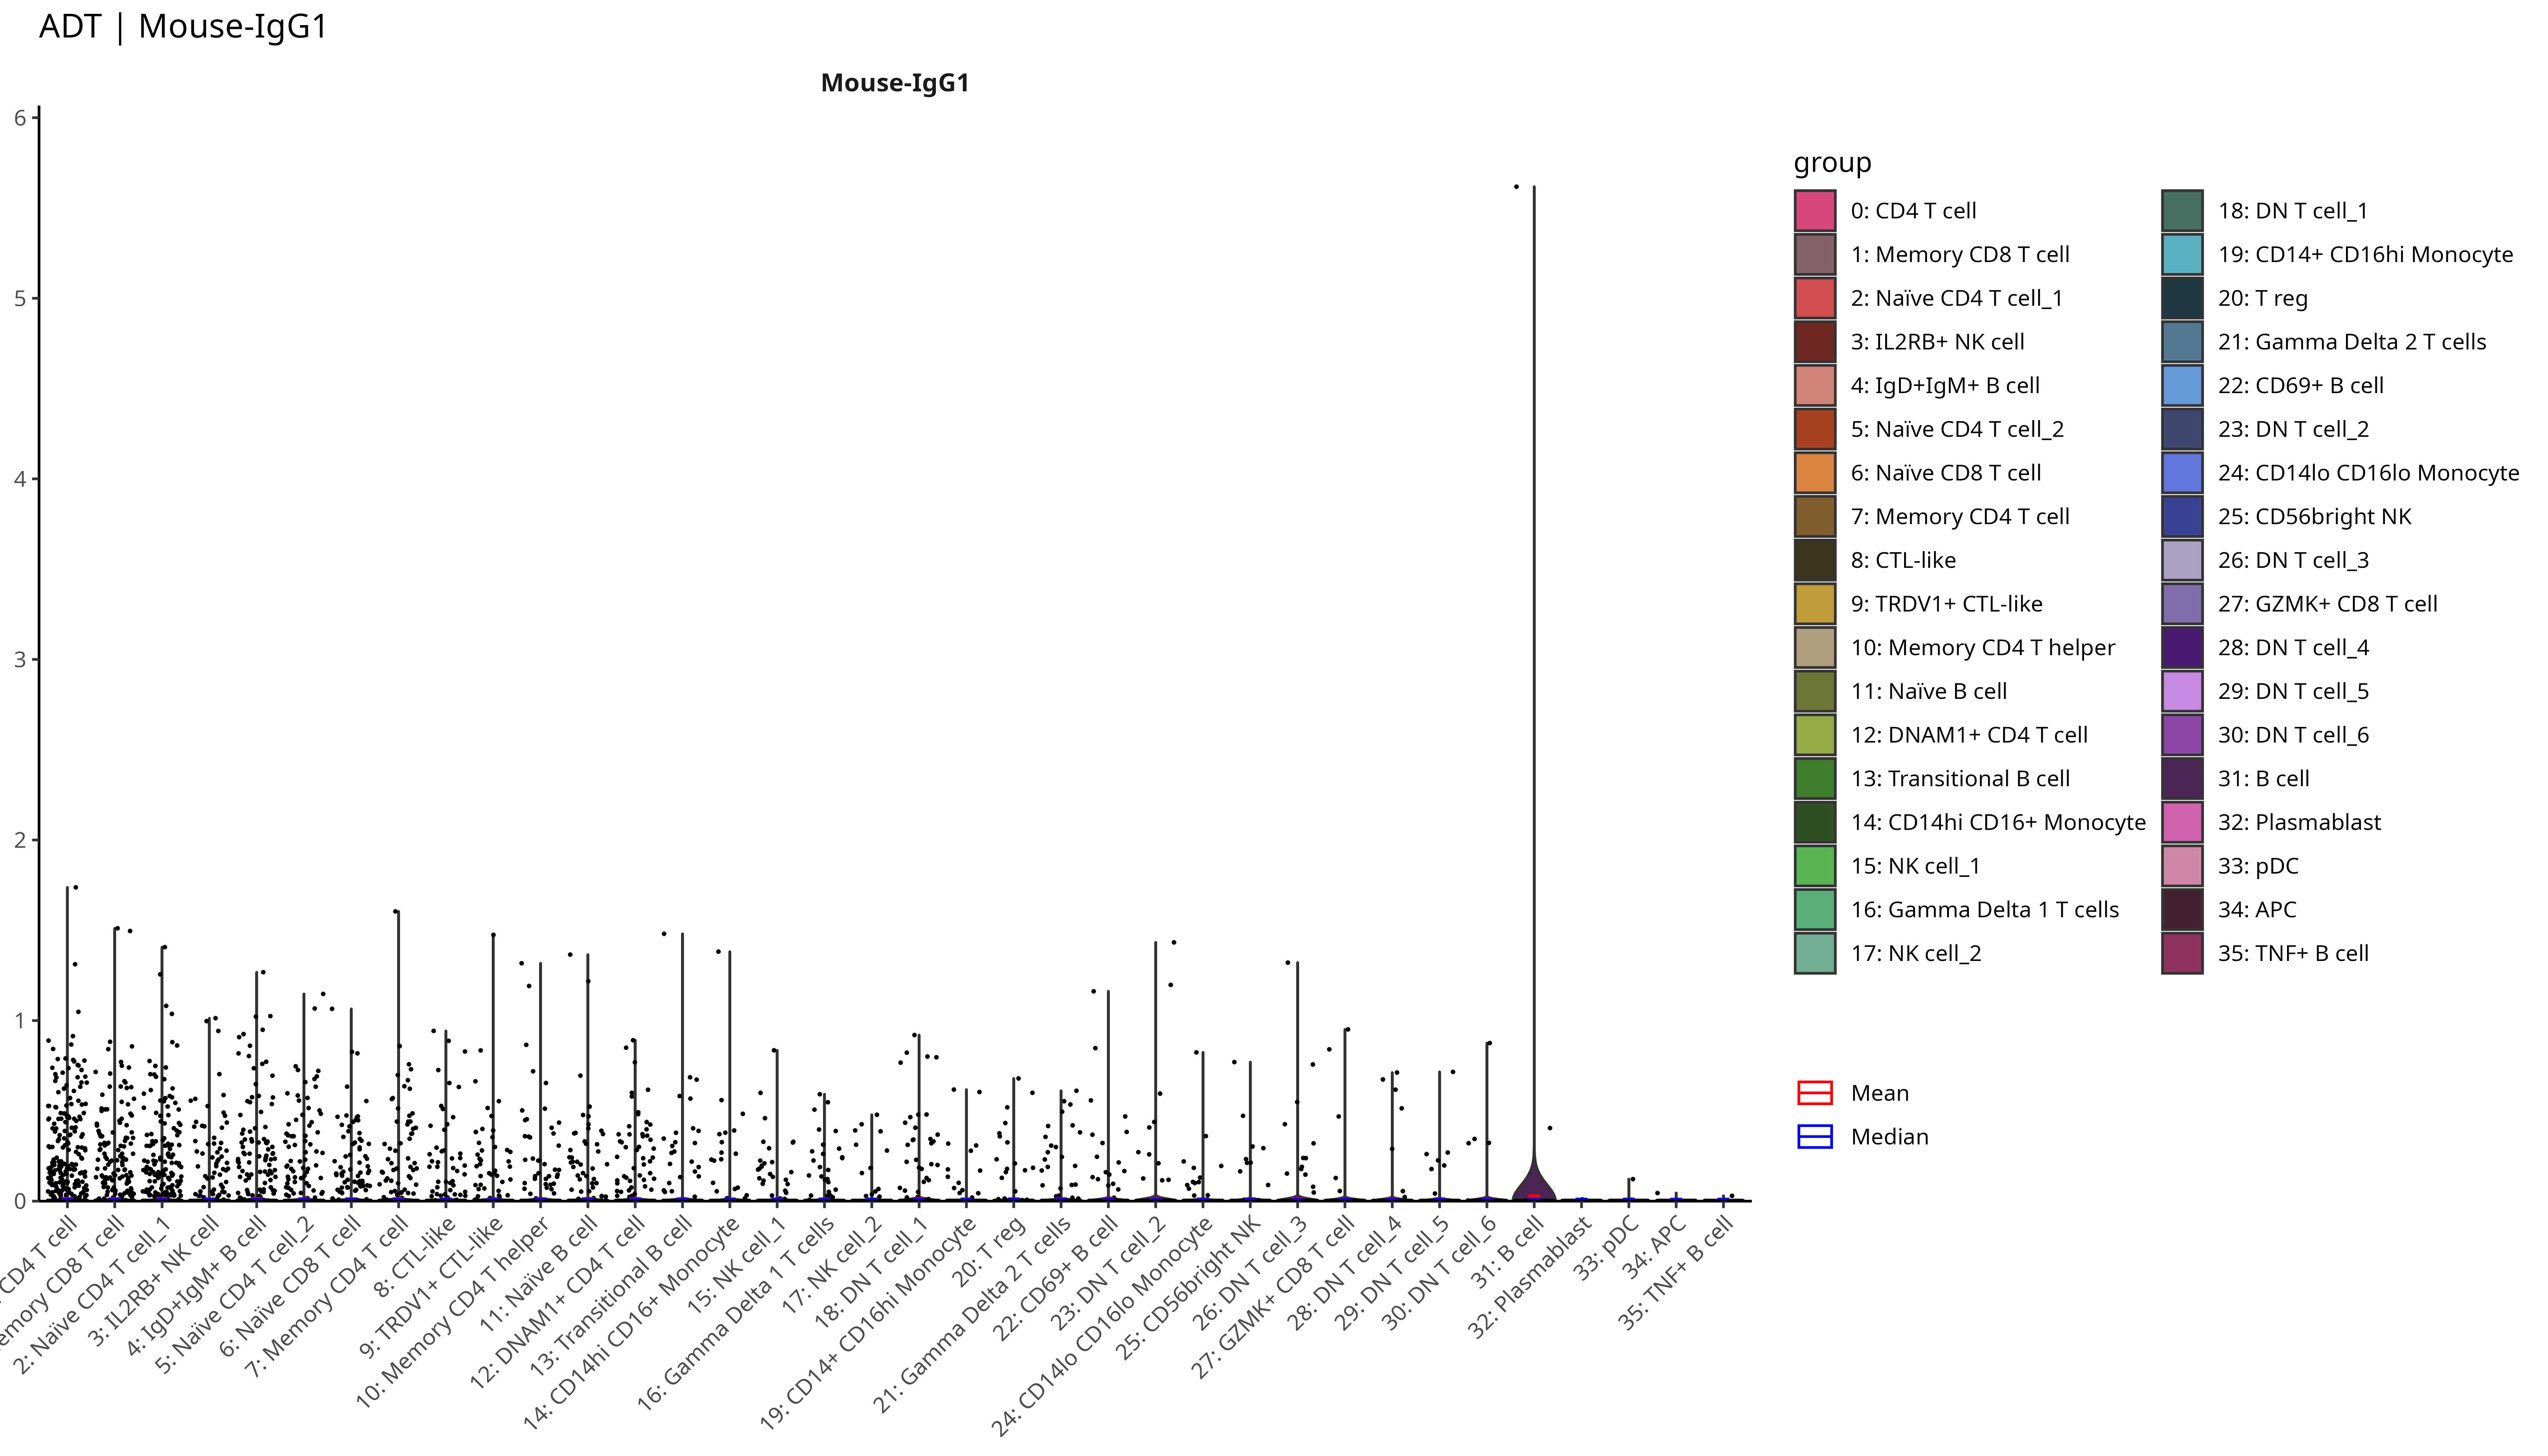 ADT | Mouse-IgG1
Mouse-IgG1
6
5
4
3
2
1
0
CD4 T cell
emory CD8 T cell
2: Naïve CD4 T cell_1
3: IL2RB+ NK cell
4: IgD+IgM+ B cell
5: Naïve CD4 T cell_2
6: Naïve CD8 T cell
7: Memory CD4 T cell
8: CTL-like
9: TRDV1+ CTL-like
10: Memory CD4 T helper
11: Naïve B cell
12: DNAM1+ CD4 T cell
13: Transitional B cell
14: CD14hi CD16+ Monocyte
15: NK cell_1
16: Gamma Delta 1 T cells
17: NK cell_2
18: DN T cell_1
19: CD14+ CD16hi Monocyte
20: T reg
21: Gamma Delta 2 T cells
22: CD69+ B cell
23: DN T cell_2
24: CD14lo CD16lo Monocyte
25: CD56bright NK
26: DN T cell_3
27: GZMK+ CD8 T cell
28: DN T cell_4
29: DN T cell_5
30: DN T cell_6
31: B cell
32: Plasmablast
33: pDC
34: APC
35: TNF+ B cell
group
0: CD4 T cell
1: Memory CD8 T cell
2: Naïve CD4 T cell_1
3: IL2RB+ NK cell
4: IgD+IgM+ B cell
5: Naïve CD4 T cell_2
6: Naïve CD8 T cell
7: Memory CD4 T cell
8: CTL-like
9: TRDV1+ CTL-like
10: Memory CD4 T helper
11: Naïve B cell
12: DNAM1+ CD4 T cell
13: Transitional B cell
14: CD14hi CD16+ Monocyte
15: NK cell_1
16: Gamma Delta 1 T cells
17: NK cell_2
18: DN T cell_1
19: CD14+ CD16hi Monocyte
20: T reg
21: Gamma Delta 2 T cells
22: CD69+ B cell
23: DN T cell_2
24: CD14lo CD16lo Monocyte
25: CD56bright NK
26: DN T cell_3
27: GZMK+ CD8 T cell
28: DN T cell_4
29: DN T cell_5
30: DN T cell_6
31: B cell
32: Plasmablast
33: pDC
34: APC
35: TNF+ B cell
Mean
Median